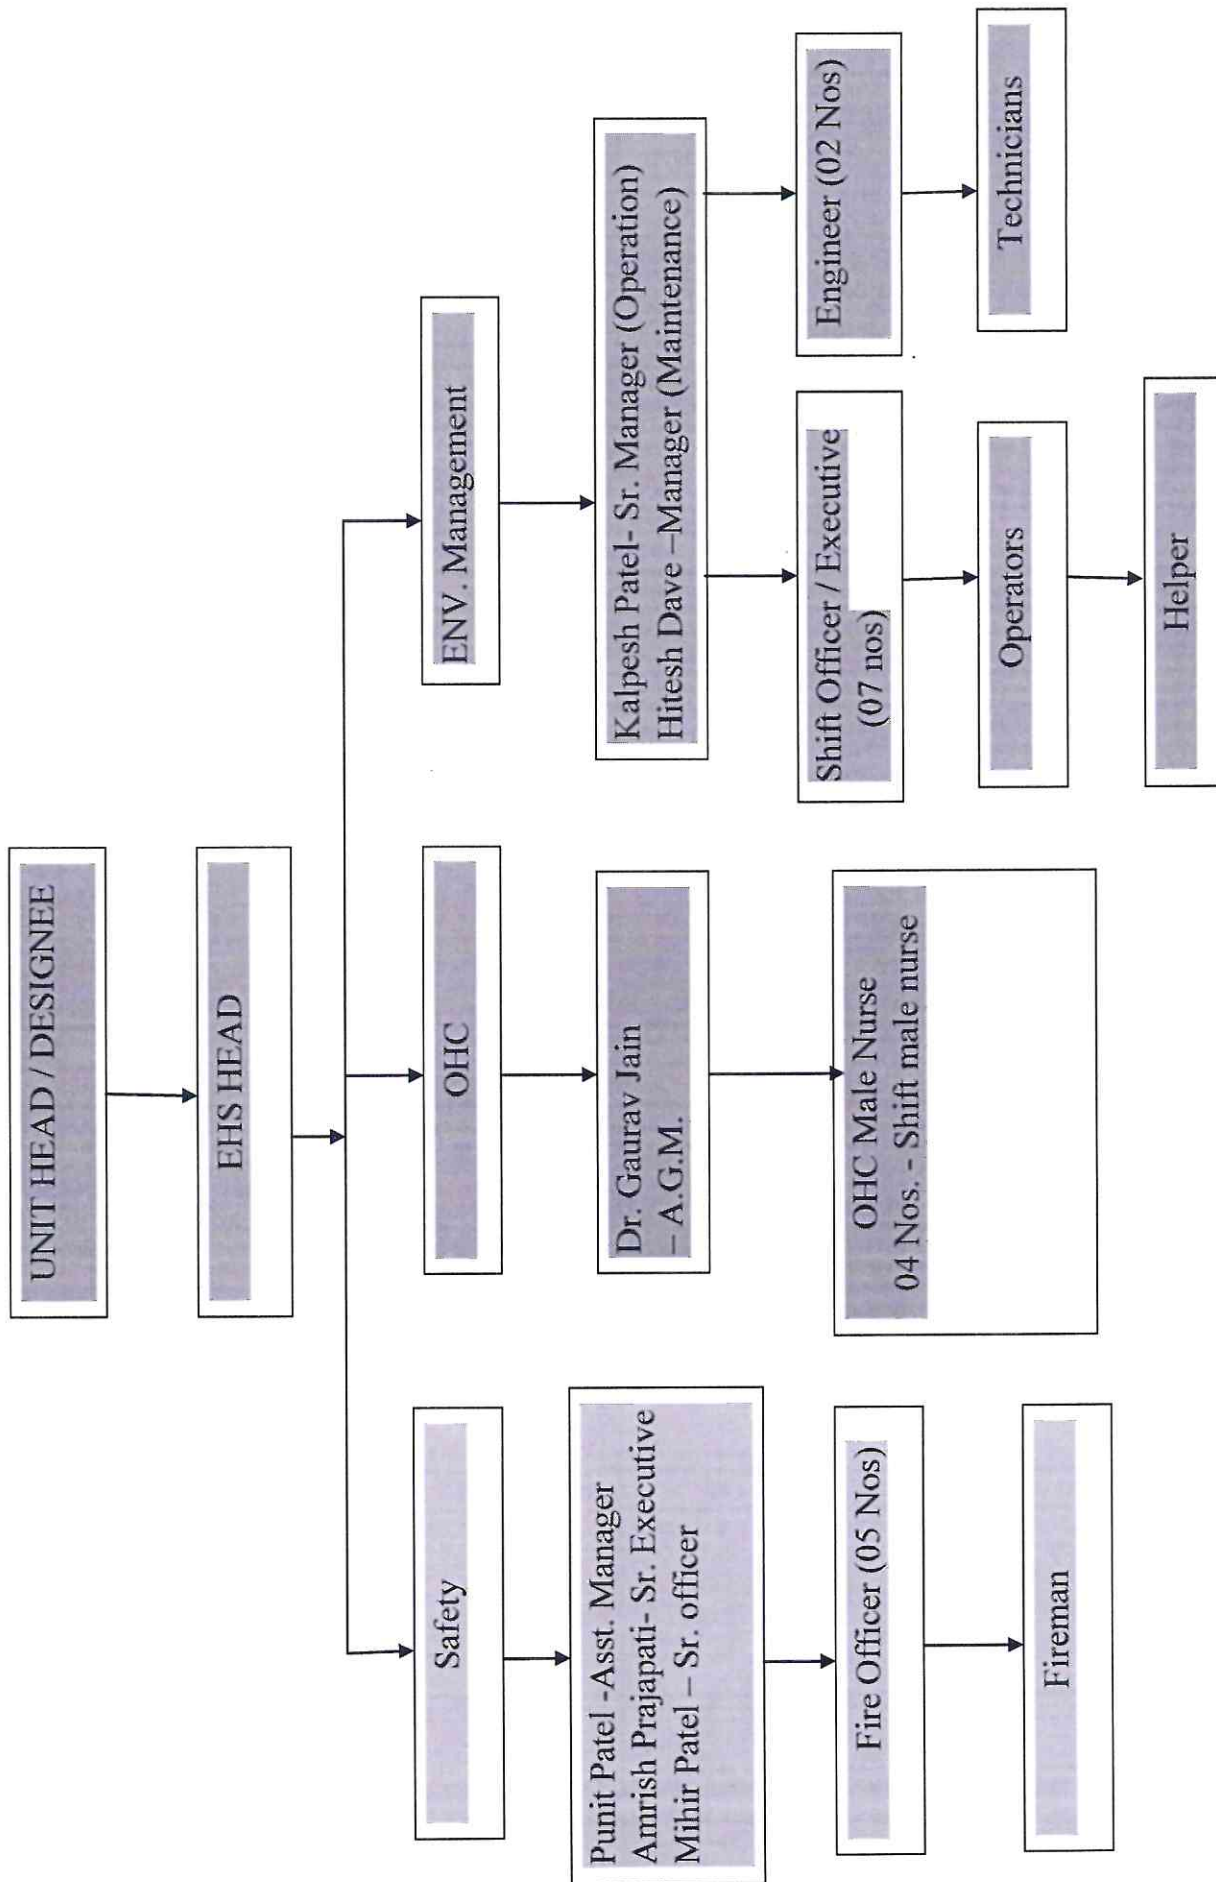 UNIT HEAD / DESIGNEE
EHS HEAD
Safety
OHC
ENV. Management
Punit Patel -Asst. Manager
Amrish Prajapati- Sr. Executive
Mihir Patel – Sr. officer
Dr. Gaurav Jain
– A.G.M.
Kalpesh Patel- Sr. Manager (Operation)
Hitesh Dave –Manager (Maintenance)
Fire Officer (05 Nos)
OHC Male Nurse
04 Nos. - Shift male nurse
Shift Officer / Executive
(07 nos)
Engineer (02 Nos)
Fireman
Operators
Technicians
Helper